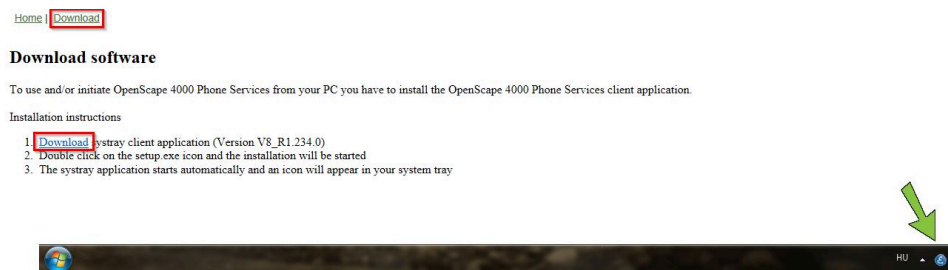 Home | Download
Download software
To use and/or initiate OpenScape 4000 Phone Services from your PC you have to install the OpenScape 4000 Phone Services client application.
Installation instructions
1. Download systray client application (Version V8_R1.234.0)
2. Double click on the setup.exe icon and the installation will be started
3. The systray application starts automatically and an icon will appear in your system tray
HU